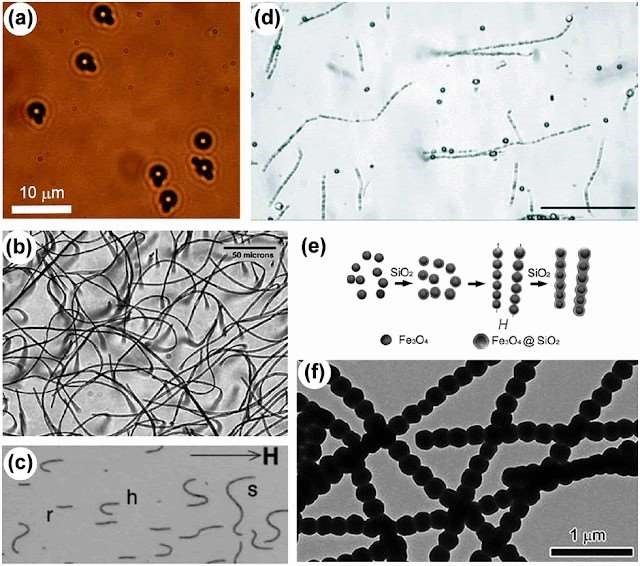 (a)
10 μm
(b)
50 microns
(c)
H
r
h
s
(d)
(e)
SiO₂
SiO₂
H
Fe₃O₄
Fe₃O₄@SiO₂
(f)
1 μm